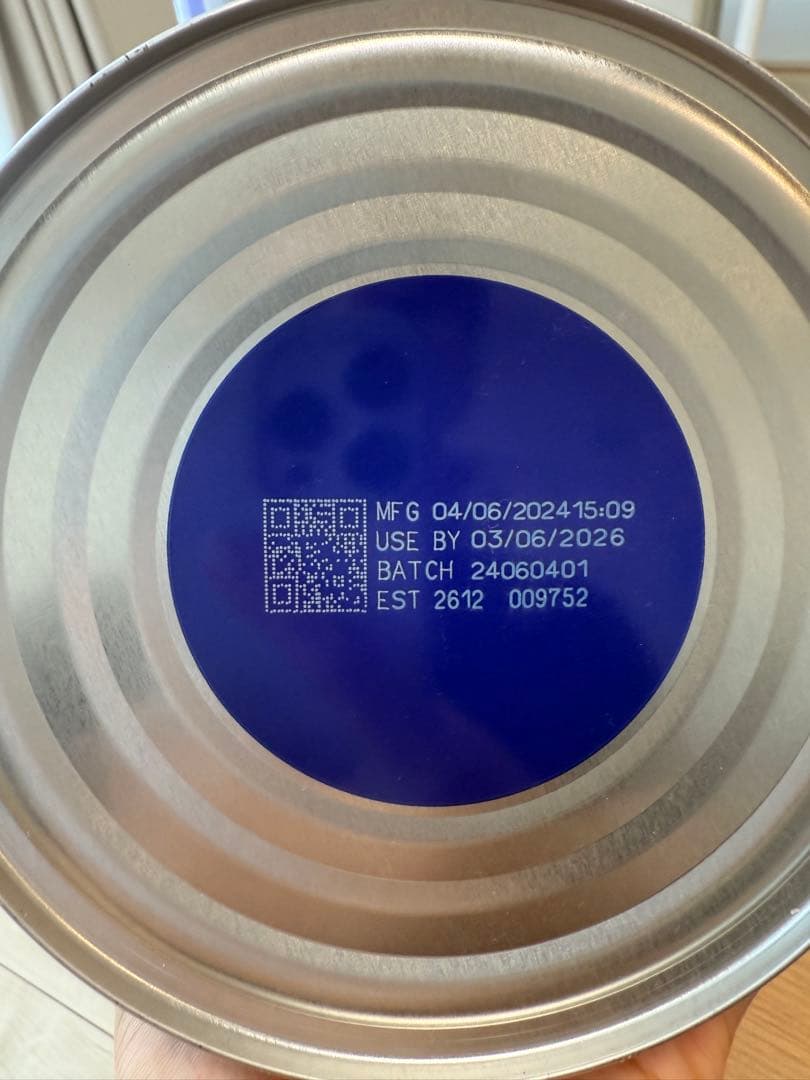 MFG 04/06/202415:09
USE BY 03/06/2026
BATCH 24060401
EST 2612 009752